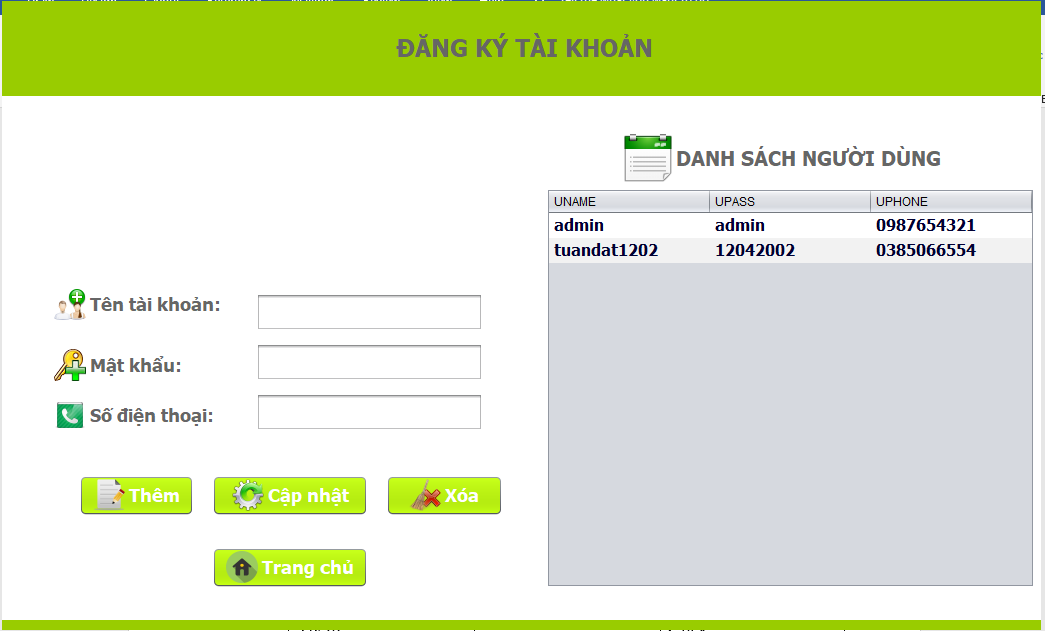 ĐĂNG KÝ TÀI KHOẢN
DANH SÁCH NGƯỜI DÙNG
UNAME UPASS UPHONE
admin admin 0987654321
tuandat1202 12042002 0385066554
Tên tài khoản:
Mật khẩu:
Số điện thoại:
Thêm Cập nhật Xóa
Trang chủ